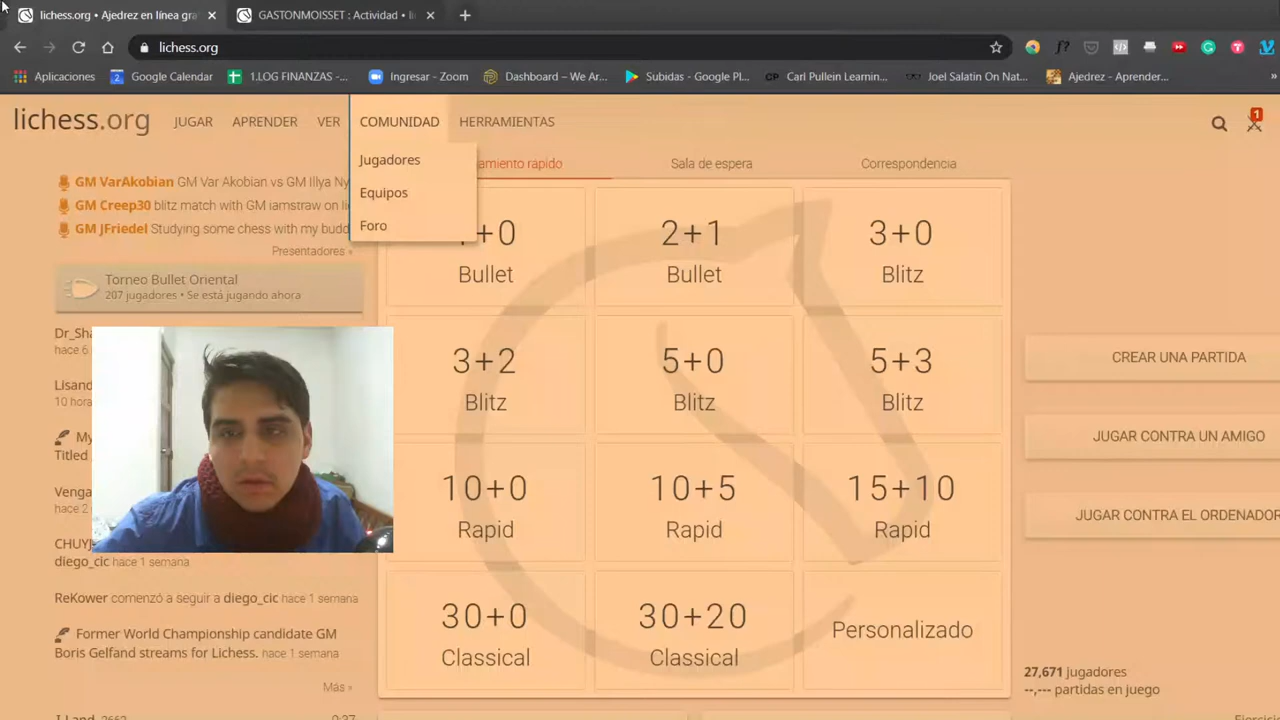 lichess.org • Ajedrez en línea gra
GASTONMOISSET : Actividad • li
lichess.org
Aplicaciones
Google Calendar
1.LOG FINANZAS -...
Ingresar - Zoom
Dashboard – We Ar...
Subidas - Google Pl...
Carl Pullein Learnin...
Joel Salatin On Nat...
Ajedrez - Aprender...
»
lichess.org
JUGAR
APRENDER
VER
COMUNIDAD
HERRAMIENTAS
1
Jugadores
Equipos
Foro
amiento rápido
Sala de espera
Correspondencia
GM VarAkobian GM Var Akobian vs GM Illya Ny
GM Creep30 blitz match with GM iamstraw on li
GM JFriedel Studying some chess with my budd
Presentadores »
Torneo Bullet Oriental
207 jugadores • Se está jugando ahora
Dr_Sha
hace 6
Lisand
10 hora
My
Titled
Venga
hace 2
CHUYJ
diego_cic hace 1 semana
ReKower comenzó a seguir a diego_cic hace 1 semana
Former World Championship candidate GM
Boris Gelfand streams for Lichess. hace 1 semana
Más »
+0
Bullet
2+1
Bullet
3+0
Blitz
3+2
Blitz
5+0
Blitz
5+3
Blitz
10+0
Rapid
10+5
Rapid
15+10
Rapid
30+0
Classical
30+20
Classical
Personalizado
CREAR UNA PARTIDA
JUGAR CONTRA UN AMIGO
JUGAR CONTRA EL ORDENADOR
27,671 jugadores
--,--- partidas en juego